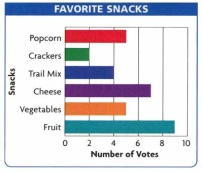 FAVORITE SNACKS
Snacks
Popcorn
Crackers
Trail Mix
Cheese
Vegetables
Fruit
0 2 4 6 8 10
Number of Votes